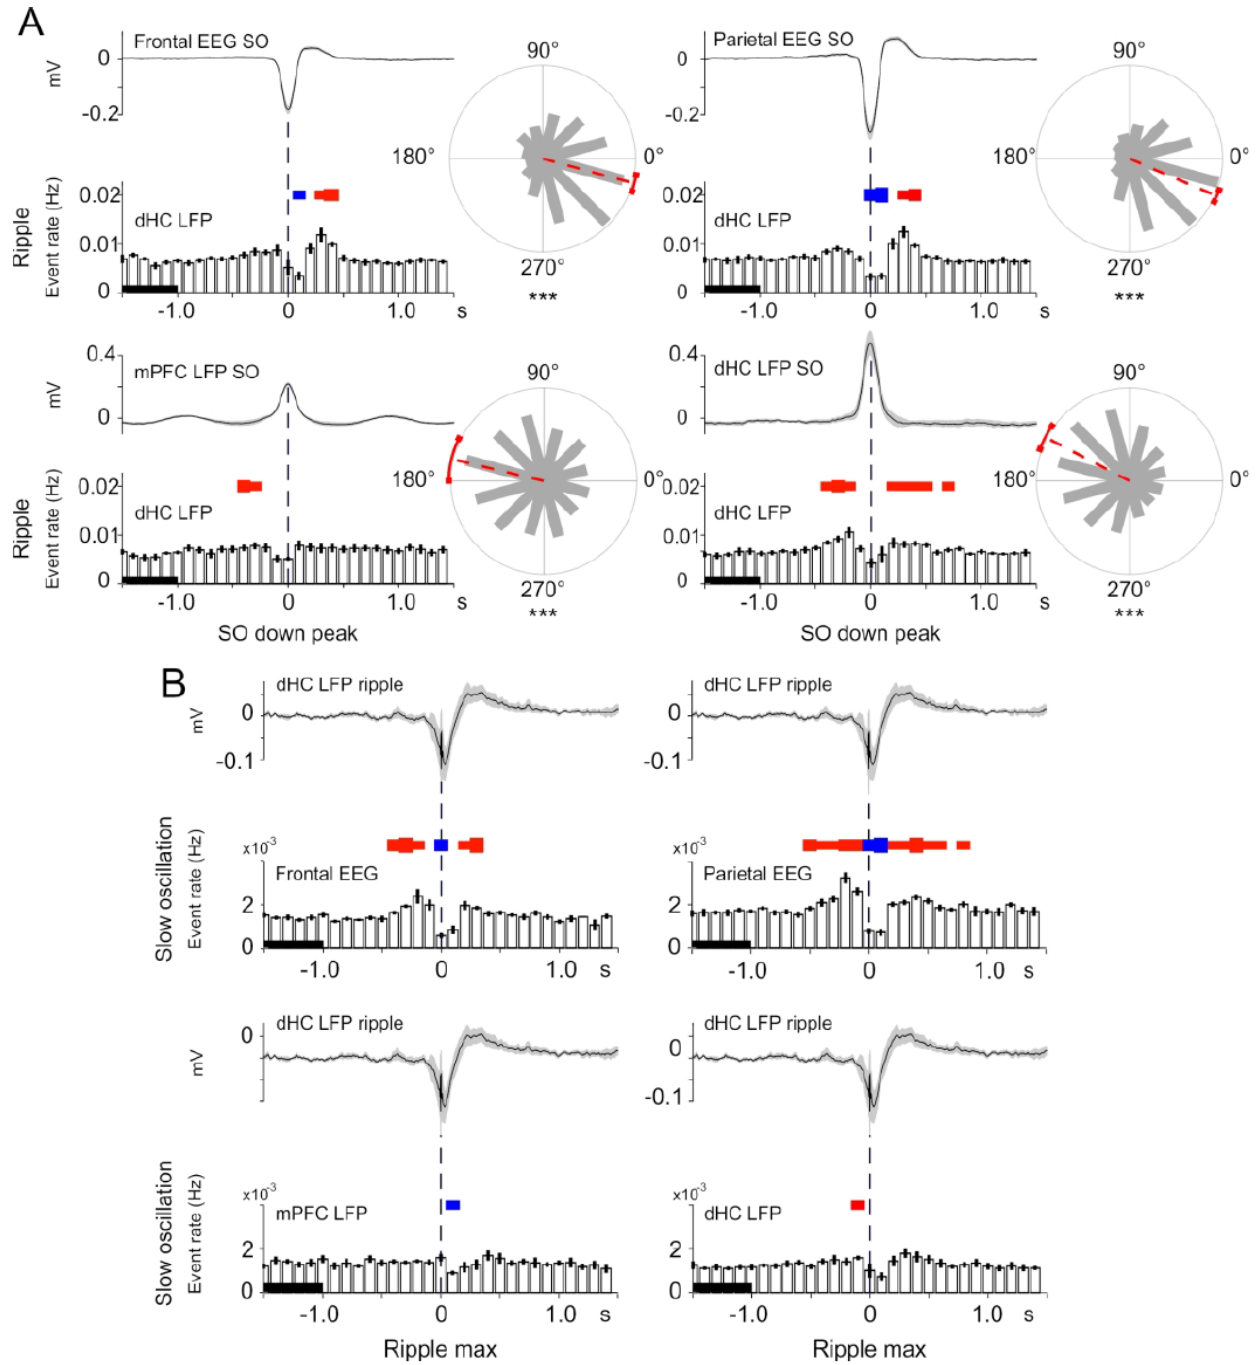 A
Frontal EEG SO
Parietal EEG SO
mV
0
-0.2
90°
180°
0°
270°
***
0
-0.2
90°
180°
0°
270°
***
Ripple
Event rate (Hz)
0.02
0.01
0
dHC LFP
-1.0 0 1.0 s
0.02
0.01
0
dHC LFP
-1.0 0 1.0 s
mV
0.4
0
mPFC LFP SO
90°
180°
0°
270°
***
0.4
0
dHC LFP SO
90°
180°
0°
270°
***
Ripple
Event rate (Hz)
0.02
0.01
0
dHC LFP
-1.0 0 1.0 s
SO down peak
0.02
0.01
0
dHC LFP
-1.0 0 1.0 s
SO down peak
B
dHC LFP ripple
dHC LFP ripple
mV
0
-0.1
0
-0.1
Slow oscillation
Event rate (Hz)
x10-3
Frontal EEG
2
0
-1.0 0 1.0 s
x10-3
Parietal EEG
2
0
-1.0 0 1.0 s
dHC LFP ripple
dHC LFP ripple
mV
0
0
-0.1
Slow oscillation
Event rate (Hz)
x10-3
mPFC LFP
2
0
-1.0 0 1.0 s
Ripple max
x10-3
dHC LFP
2
0
-1.0 0 1.0 s
Ripple max